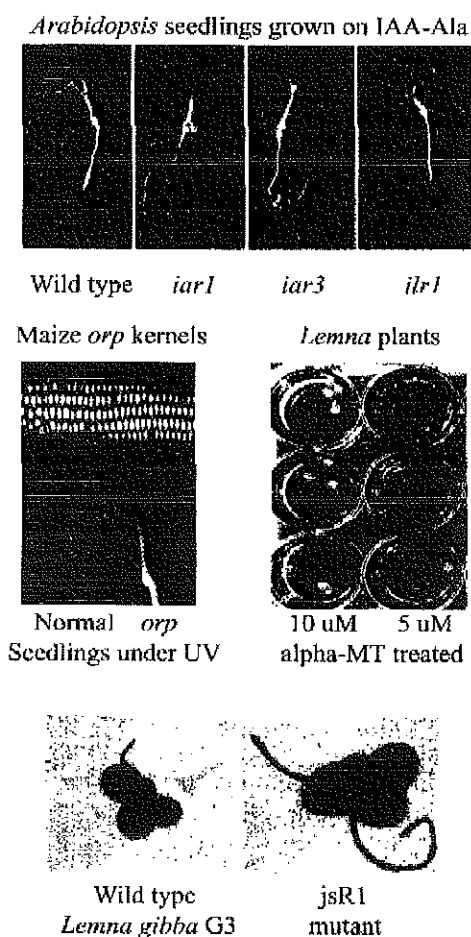 Arabidopsis seedlings grown on IAA-Ala
Wild type iar1 iar3 ilr1
Maize orp kernels Lemna plants
Normal orp 10 uM 5 uM
Seedlings under UV alpha-MT treated
Wild type jsR1
Lemna gibba G3 mutant